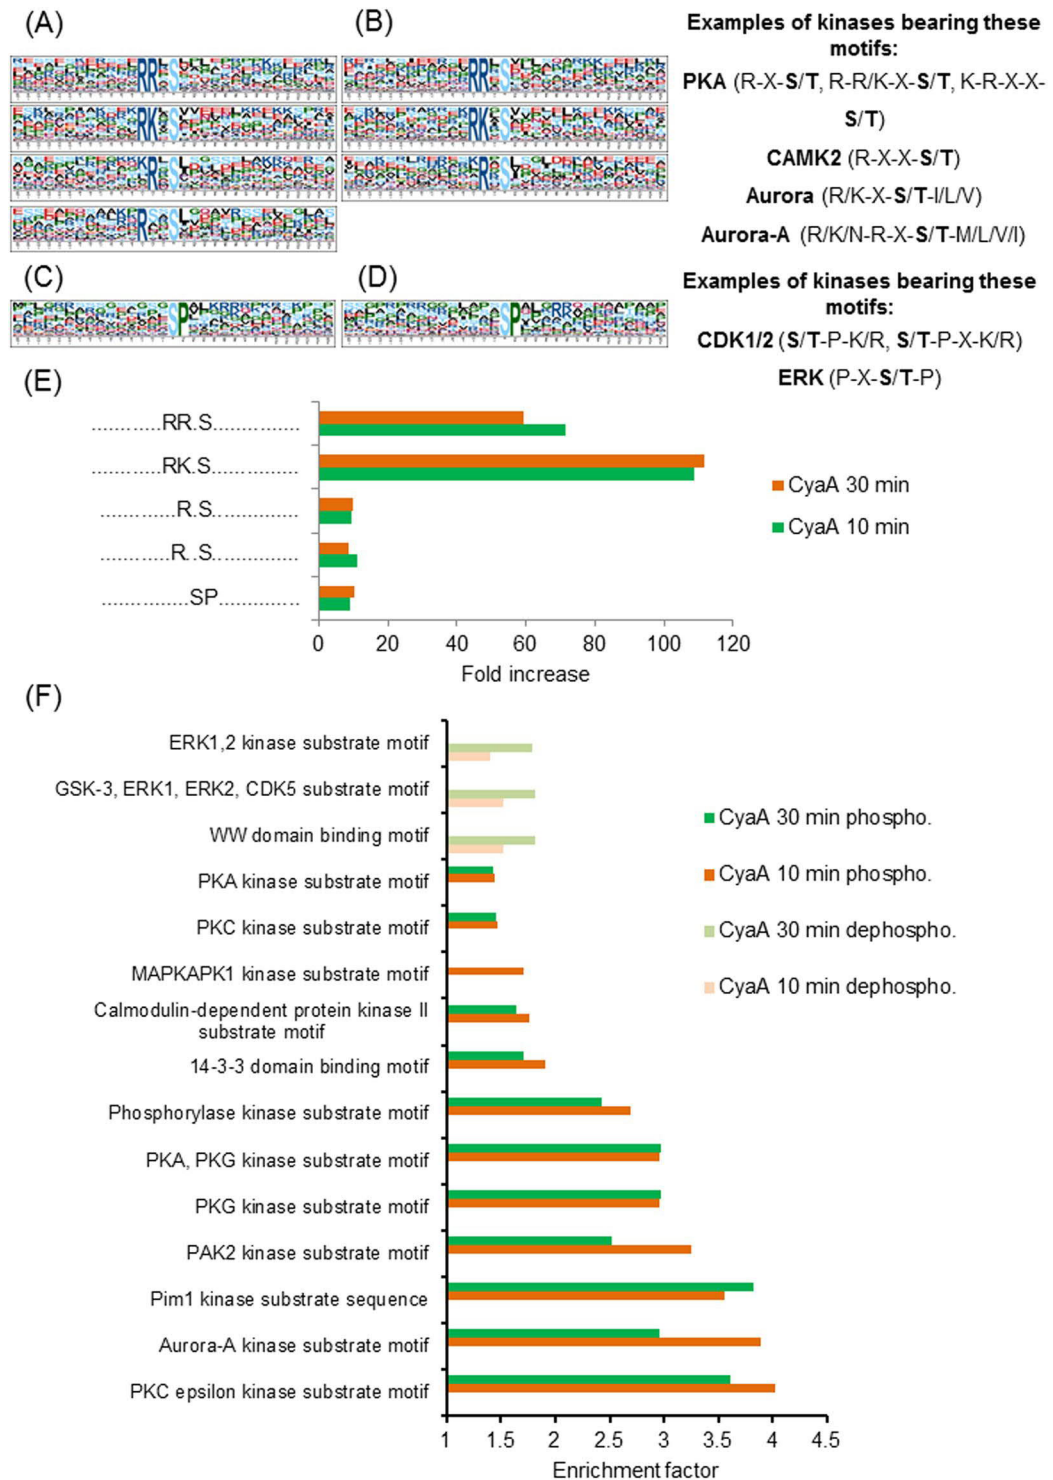 (A)
(B)
Examples of kinases bearing these
motifs:
PKA (R-X-S/T, R-R/K-X-S/T, K-R-X-X-
S/T)
CAMK2 (R-X-X-S/T)
Aurora (R/K-X-S/T-I/L/V)
Aurora-A (R/K/N-R-X-S/T-M/L/V/I)
(C)
(D)
Examples of kinases bearing these
motifs:
CDK1/2 (S/T-P-K/R, S/T-P-X-K/R)
ERK (P-X-S/T-P)
(E)
...........RR.S..............
...........RK.S..............
............R.S..............
...........R..S..............
.............SP.............
CyaA 30 min
CyaA 10 min
0 20 40 60 80 100 120
Fold increase
(F)
ERK1,2 kinase substrate motif
GSK-3, ERK1, ERK2, CDK5 substrate motif
WW domain binding motif
PKA kinase substrate motif
PKC kinase substrate motif
MAPKAPK1 kinase substrate motif
Calmodulin-dependent protein kinase II
substrate motif
14-3-3 domain binding motif
Phosphorylase kinase substrate motif
PKA, PKG kinase substrate motif
PKG kinase substrate motif
PAK2 kinase substrate motif
Pim1 kinase substrate sequence
Aurora-A kinase substrate motif
PKC epsilon kinase substrate motif
CyaA 30 min phospho.
CyaA 10 min phospho.
CyaA 30 min dephospho.
CyaA 10 min dephospho.
1 1.5 2 2.5 3 3.5 4 4.5
Enrichment factor